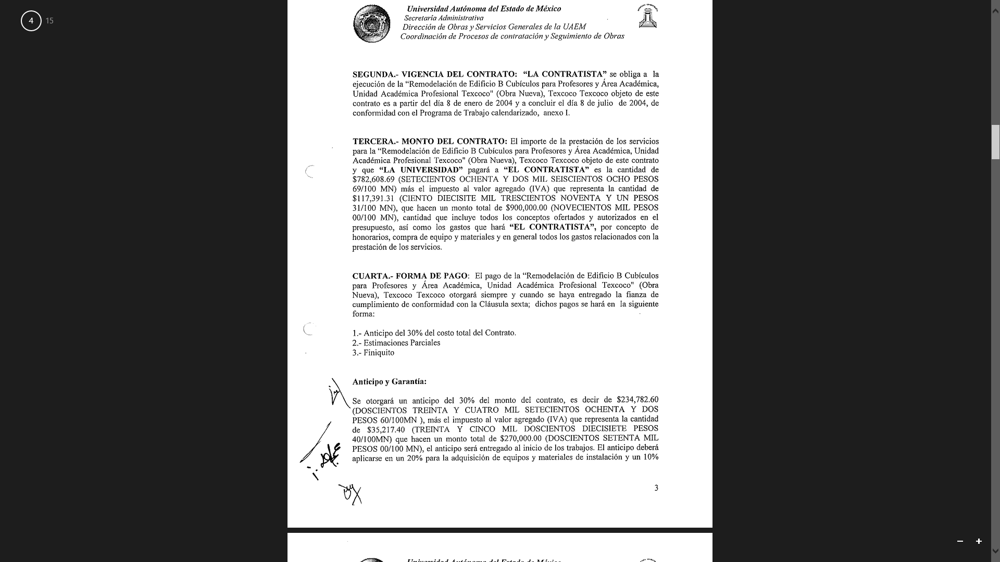 4 15
Universidad Autónoma del Estado de México
Secretaría Administrativa
Dirección de Obras y Servicios Generales de la UAEM
Coordinación de Procesos de contratación y Seguimiento de Obras
SEGUNDA.- VIGENCIA DEL CONTRATO: “LA CONTRATISTA” se obliga a la
ejecución de la “Remodelación de Edificio B Cubículos para Profesores y Área Académica,
Unidad Académica Profesional Texcoco" (Obra Nueva), Texcoco Texcoco objeto de este
contrato es a partir del día 8 de enero de 2004 y a concluir el día 8 de julio de 2004, de
conformidad con el Programa de Trabajo calendarizado, anexo I.
TERCERA.- MONTO DEL CONTRATO: El importe de la prestación de los servicios
para la “Remodelación de Edificio B Cubículos para Profesores y Área Académica, Unidad
Académica Profesional Texcoco" (Obra Nueva), Texcoco Texcoco objeto de este contrato
y que “LA UNIVERSIDAD” pagará a “EL CONTRATISTA” es la cantidad de
$782,608.69 (SETECIENTOS OCHENTA Y DOS MIL SEISCIENTOS OCHO PESOS
69/100 MN) más el impuesto al valor agregado (IVA) que representa la cantidad de
$117,391.31 (CIENTO DIECISITE MIL TRESCIENTOS NOVENTA Y UN PESOS
31/100 MN), que hacen un monto total de $900,000.00 (NOVECIENTOS MIL PESOS
00/100 MN), cantidad que incluye todos los conceptos ofertados y autorizados en el
presupuesto, así como los gastos que hará “EL CONTRATISTA”, por concepto de
honorarios, compra de equipo y materiales y en general todos los gastos relacionados con la
prestación de los servicios.
CUARTA.- FORMA DE PAGO: El pago de la “Remodelación de Edificio B Cubículos
para Profesores y Área Académica, Unidad Académica Profesional Texcoco" (Obra
Nueva), Texcoco Texcoco otorgará siempre y cuando se haya entregado la fianza de
cumplimiento de conformidad con la Cláusula sexta; dichos pagos se hará en la siguiente
forma:
1.- Anticipo del 30% del costo total del Contrato.
2.- Estimaciones Parciales
3.- Finiquito
Anticipo y Garantía:
Se otorgará un anticipo del 30% del monto del contrato, es decir de $234,782.60
(DOSCIENTOS TREINTA Y CUATRO MIL SETECIENTOS OCHENTA Y DOS
PESOS 60/100MN ), más el impuesto al valor agregado (IVA) que representa la cantidad
de $35,217.40 (TREINTA Y CINCO MIL DOSCIENTOS DIECISIETE PESOS
40/100MN) que hacen un monto total de $270,000.00 (DOSCIENTOS SETENTA MIL
PESOS 00/100 MN), el anticipo será entregado al inicio de los trabajos. El anticipo deberá
aplicarse en un 20% para la adquisición de equipos y materiales de instalación y un 10%
3
Universidad Autónoma del Estado de México